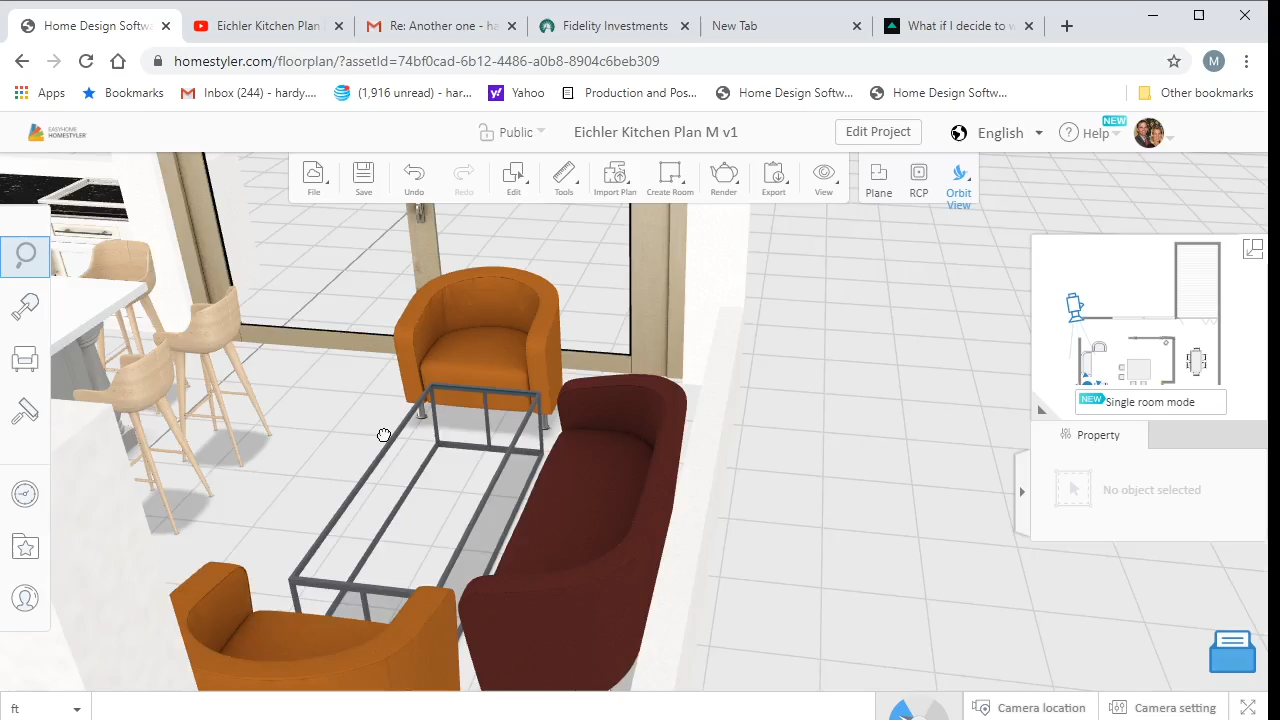 Home Design Softwa
Eichler Kitchen Plan
Re: Another one - ha
Fidelity Investments
New Tab
What if I decide to w
homestyler.com/floorplan/?assetId=74bf0cad-6b12-4486-a0b8-8904c6beb309
M
Apps
Bookmarks
Inbox (244) - hardy....
(1,916 unread) - har...
Yahoo
Production and Pos...
Home Design Softw...
Home Design Softw...
Other bookmarks
EASYHOME
HOMESTYLER
Public
Eichler Kitchen Plan M v1
Edit Project
English
Help
NEW
File
Save
Undo
Redo
Edit
Tools
Import Plan
Create Room
Render
Export
View
Plane
RCP
Orbit
View
NEW
Single room mode
Property
No object selected
ft
Camera location
Camera setting